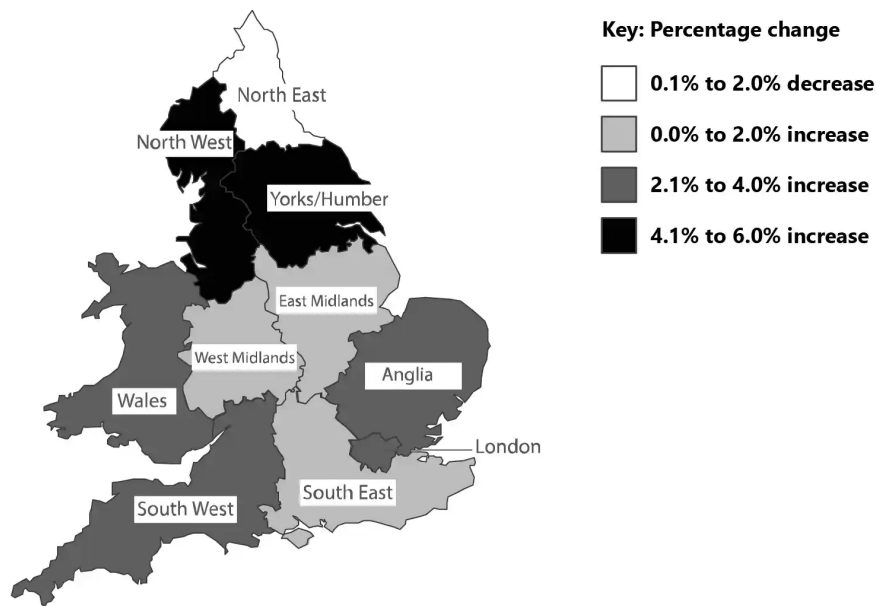 Key: Percentage change
0.1% to 2.0% decrease
0.0% to 2.0% increase
2.1% to 4.0% increase
4.1% to 6.0% increase
North East
North West
Yorks/Humber
East Midlands
West Midlands
Anglia
Wales
London
South East
South West